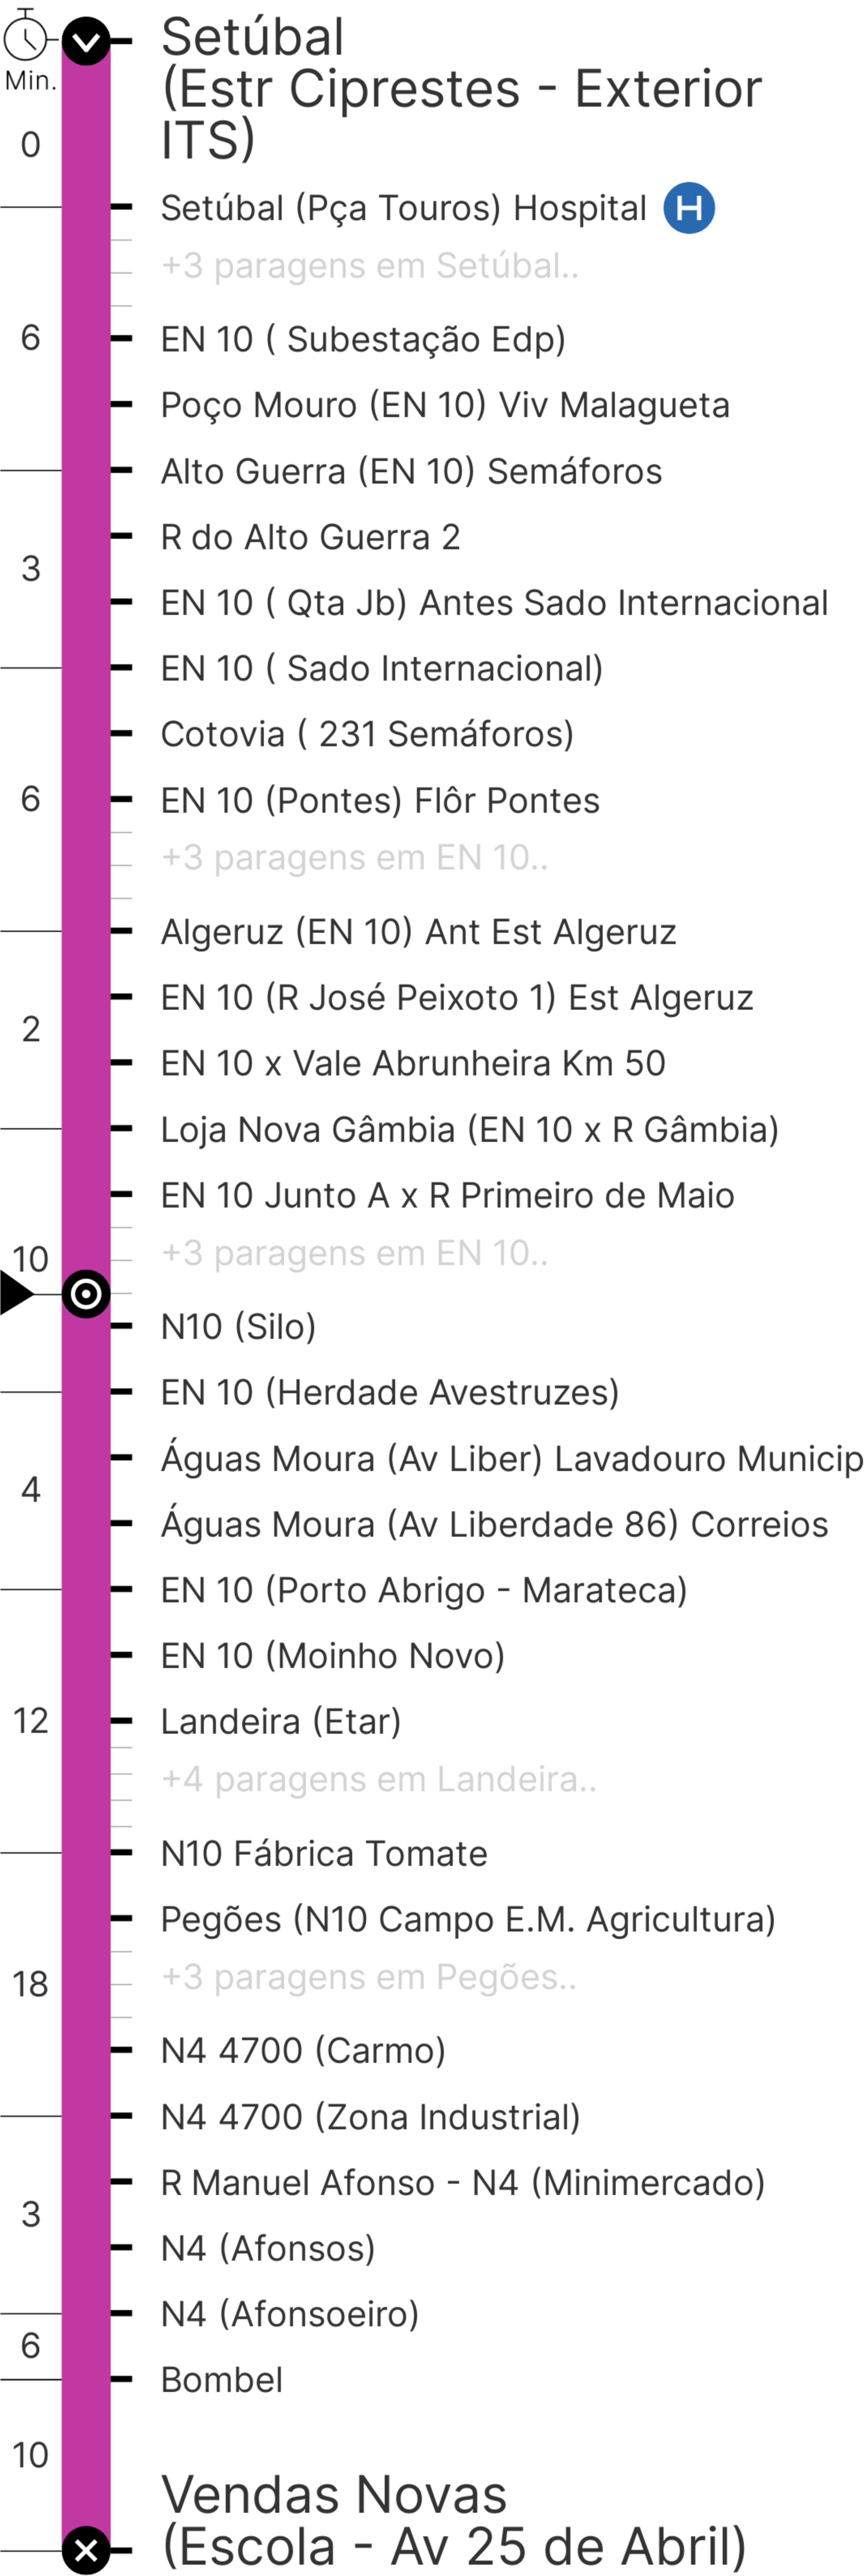 Min.
Setúbal
(Estr Ciprestes - Exterior
ITS)
0
Setúbal (Pça Touros) Hospital H
+3 paragens em Setúbal..
6
EN 10 ( Subestação Edp)
Poço Mouro (EN 10) Viv Malagueta
Alto Guerra (EN 10) Semáforos
R do Alto Guerra 2
3
EN 10 ( Qta Jb) Antes Sado Internacional
EN 10 ( Sado Internacional)
Cotovia ( 231 Semáforos)
6
EN 10 (Pontes) Flôr Pontes
+3 paragens em EN 10..
Algeruz (EN 10) Ant Est Algeruz
EN 10 (R José Peixoto 1) Est Algeruz
2
EN 10 x Vale Abrunheira Km 50
Loja Nova Gâmbia (EN 10 x R Gâmbia)
EN 10 Junto A x R Primeiro de Maio
10
+3 paragens em EN 10..
N10 (Silo)
EN 10 (Herdade Avestruzes)
Águas Moura (Av Liber) Lavadouro Municip
4
Águas Moura (Av Liberdade 86) Correios
EN 10 (Porto Abrigo - Marateca)
EN 10 (Moinho Novo)
12
Landeira (Etar)
+4 paragens em Landeira..
N10 Fábrica Tomate
Pegões (N10 Campo E.M. Agricultura)
18
+3 paragens em Pegões..
N4 4700 (Carmo)
N4 4700 (Zona Industrial)
R Manuel Afonso - N4 (Minimercado)
3
N4 (Afonsos)
N4 (Afonsoeiro)
6
Bombel
10
Vendas Novas
(Escola - Av 25 de Abril)